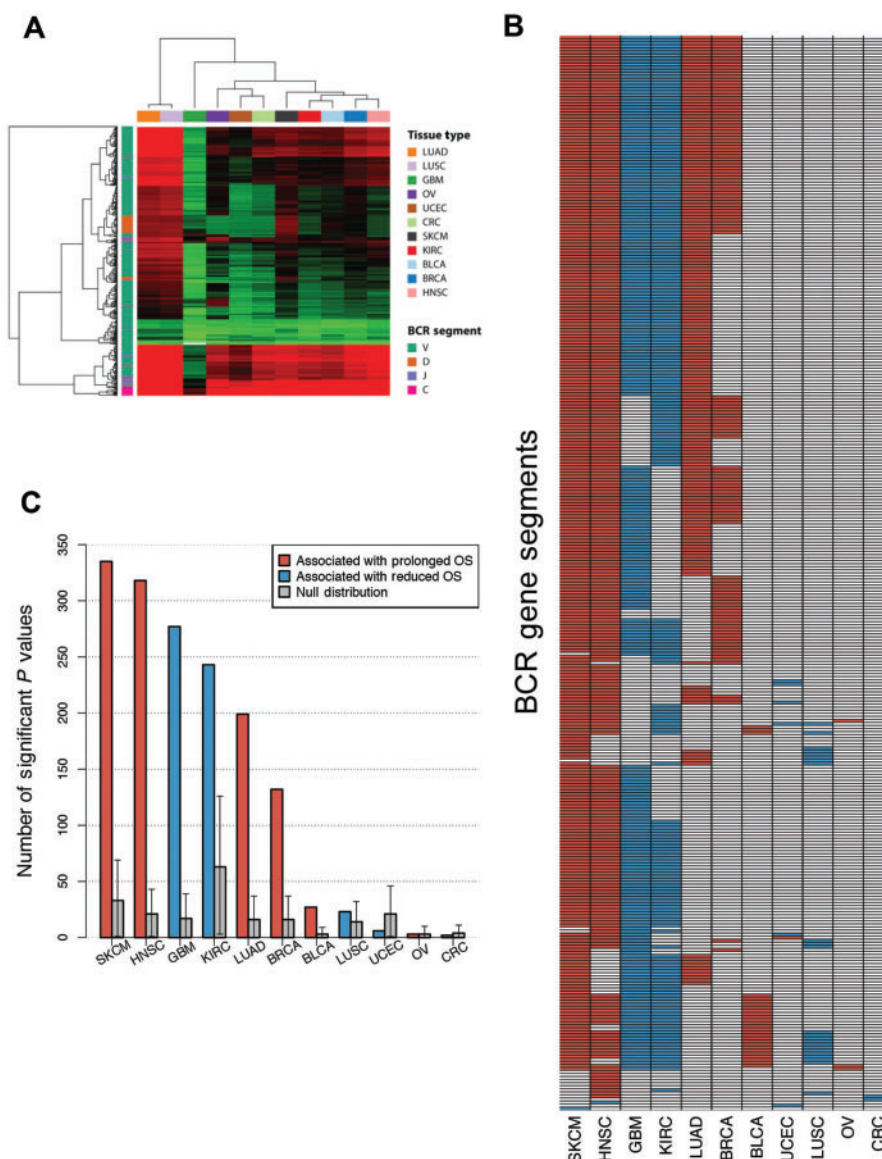 A
Tissue type
LUAD
LUSC
GBM
OV
UCEC
CRC
SKCM
KIRC
BLCA
BRCA
HNSC
BCR segment
V
D
J
C
B
BCR gene segments
SKCM
HNSC
GBM
KIRC
LUAD
BRCA
BLCA
UCEC
LUSC
OV
CRC
C
Number of significant P values
350
300
250
200
150
100
50
0
Associated with prolonged OS
Associated with reduced OS
Null distribution
SKCM
HNSC
GBM
KIRC
LUAD
BRCA
BLCA
LUSC
UCEC
OV
CRC